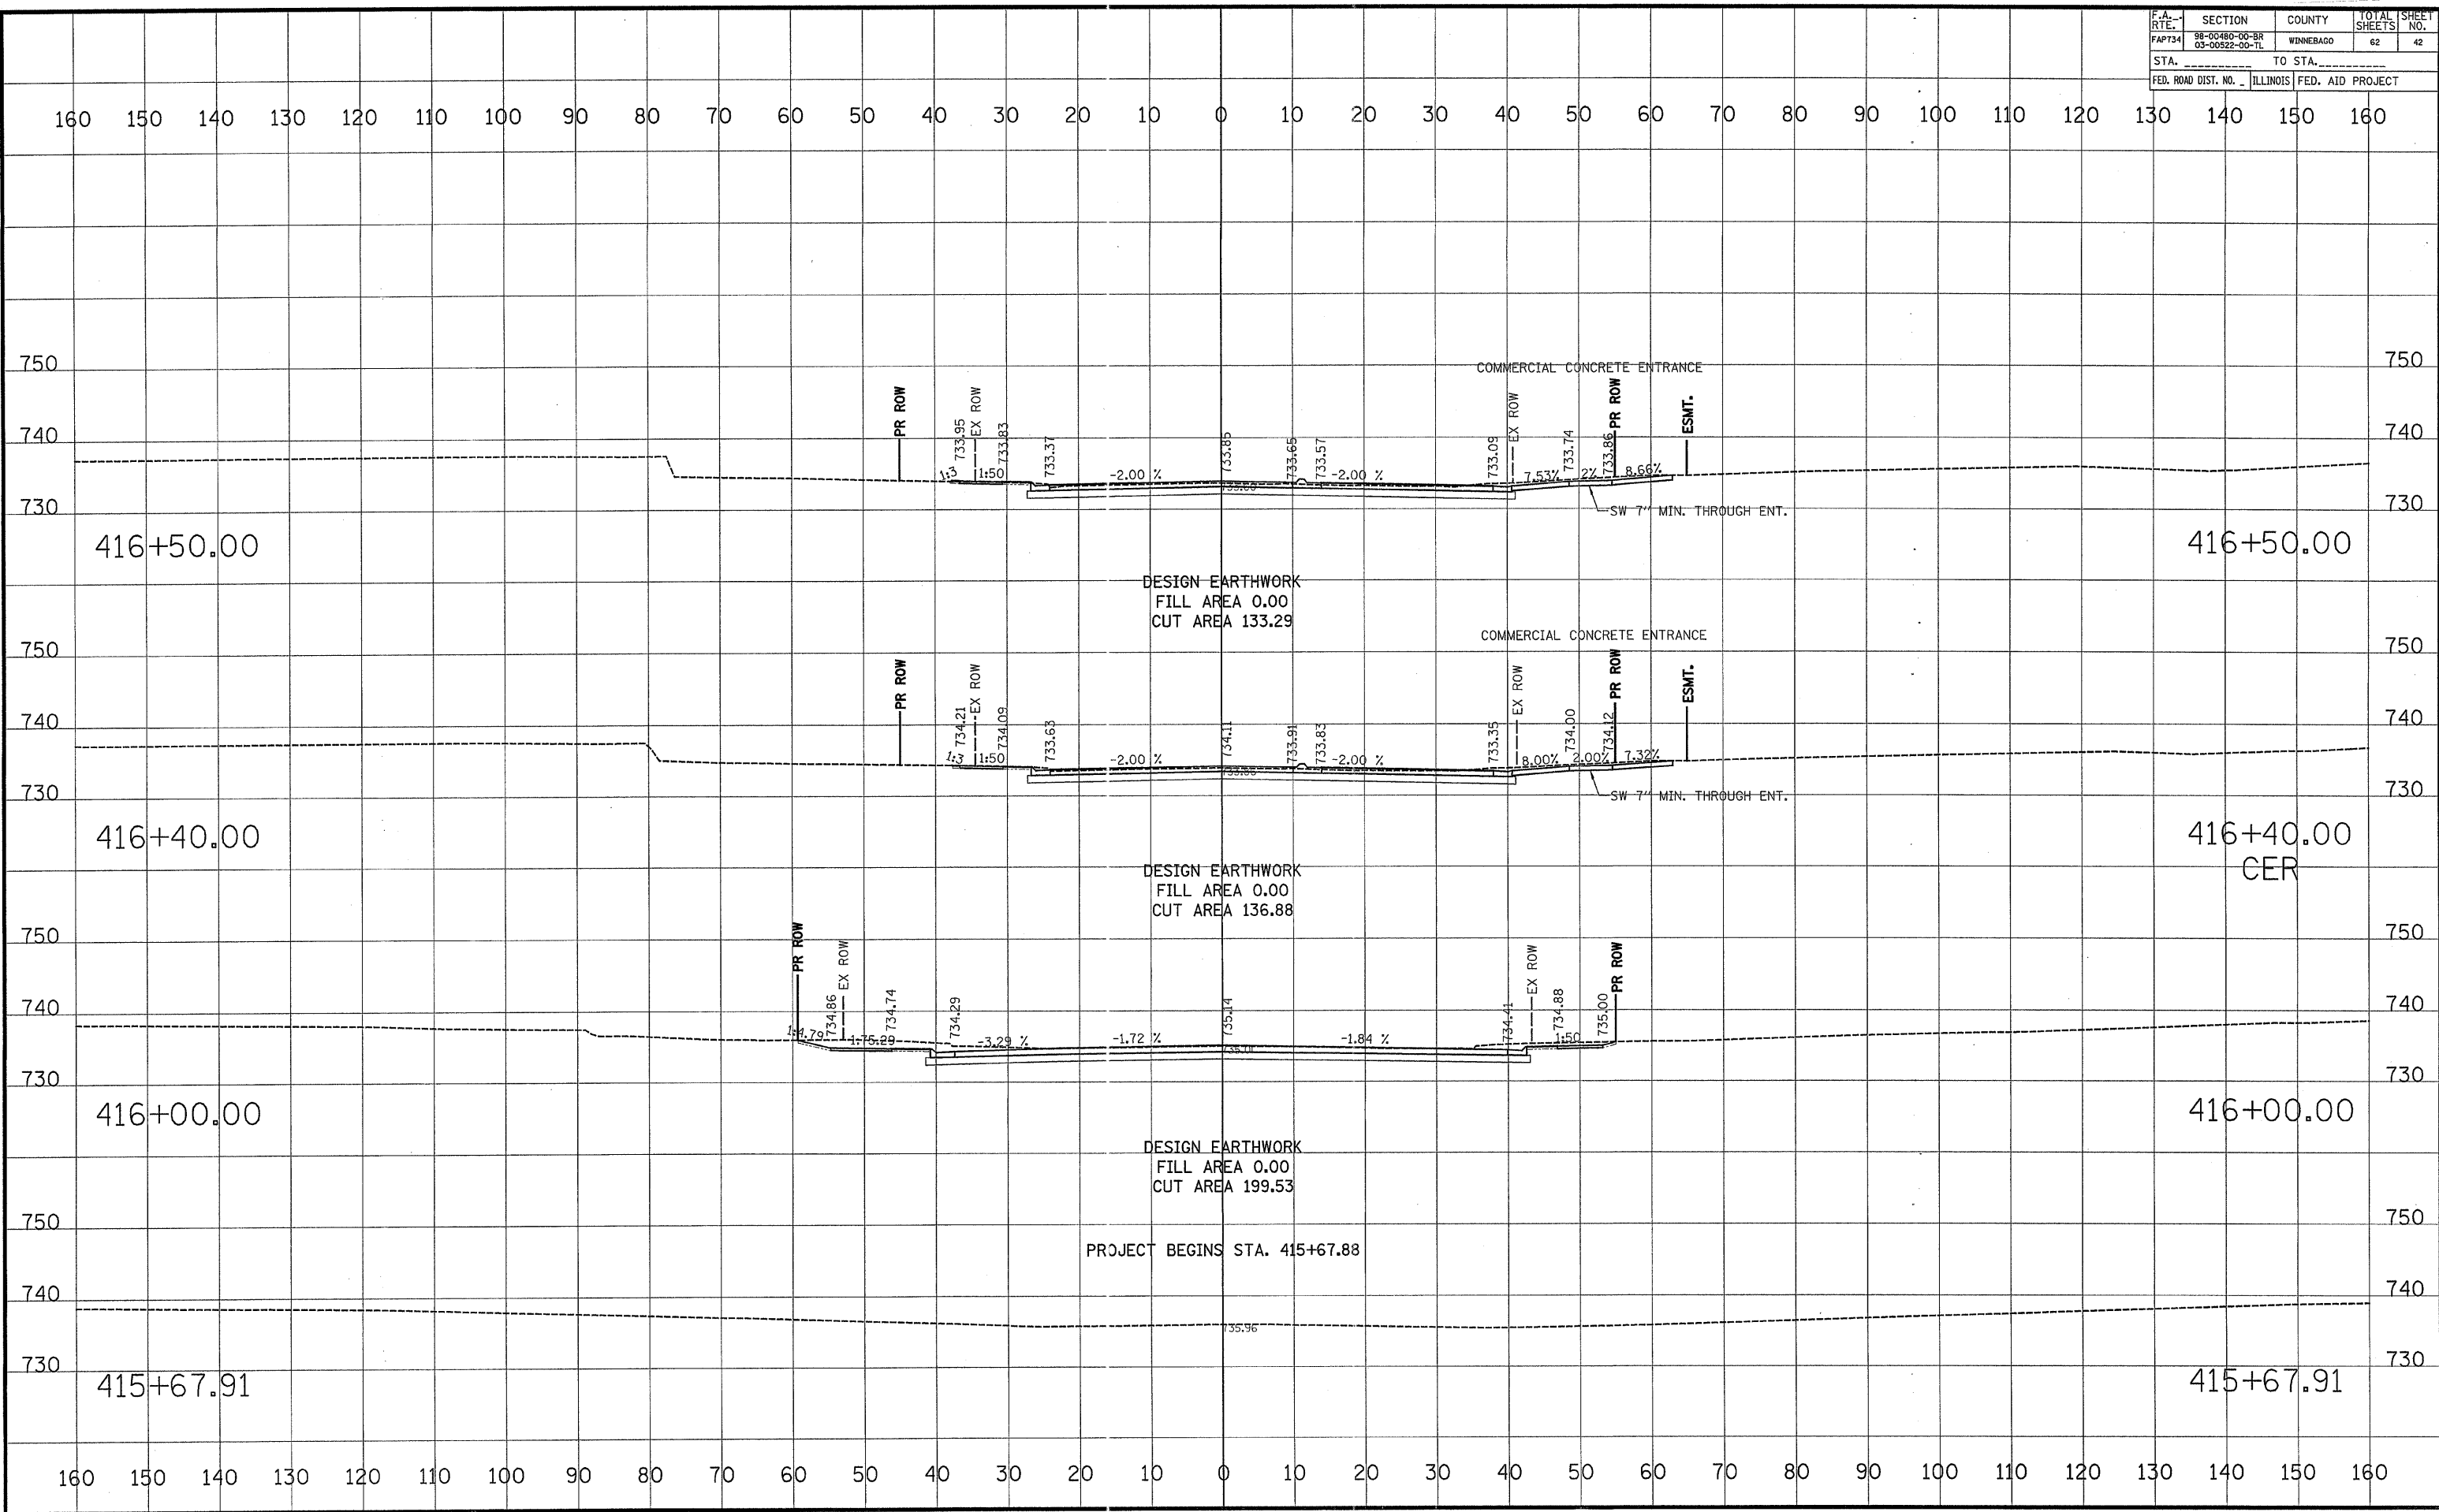 F.A. RTE. SECTION COUNTY TOTAL SHEETS SHEET NO.
FAP734 98-00480-00-BR 03-00522-00-TL WINNEBAGO 62 42
STA. __________ TO STA. __________
FED. ROAD DIST. NO. _ ILLINOIS FED. AID PROJECT
160 150 140 130 120 110 100 90 80 70 60 50 40 30 20 10 0 10 20 30 40 50 60 70 80 90 100 110 120 130 140 150 160
750 COMMERCIAL CONCRETE ENTRANCE 750
PR ROW 733.95 EX ROW 733.83 733.37 733.85 733.65 733.57 733.09 EX ROW 733.74 733.86 PR ROW ESMT.
740 740
1:3 1:50 -2.00 % -2.00 % 7.53% 2% 8.66%
730 SW 7" MIN. THROUGH ENT. 730
416+50.00 416+50.00
DESIGN EARTHWORK
FILL AREA 0.00
CUT AREA 133.29
750 COMMERCIAL CONCRETE ENTRANCE 750
PR ROW 734.21 EX ROW 734.09 733.63 734.11 733.91 733.83 733.35 EX ROW 734.00 734.12 PR ROW ESMT.
740 740
1:3 1:50 -2.00 % -2.00 % 8.00% 2.00% 7.32%
730 SW 7" MIN. THROUGH ENT. 730
416+40.00 416+40.00
CER
DESIGN EARTHWORK
FILL AREA 0.00
CUT AREA 136.88
750 750
PR ROW 734.86 EX ROW 734.74 734.29 735.14 734.41 EX ROW 734.88 735.00 PR ROW
740 740
1:4.79 1:75.29 -3.29 % -1.72 % -1.84 % 1:50
730 730
416+00.00 416+00.00
DESIGN EARTHWORK
FILL AREA 0.00
CUT AREA 199.53
750 750
PROJECT BEGINS STA. 415+67.88
740 740
735.96
730 730
415+67.91 415+67.91
160 150 140 130 120 110 100 90 80 70 60 50 40 30 20 10 0 10 20 30 40 50 60 70 80 90 100 110 120 130 140 150 160